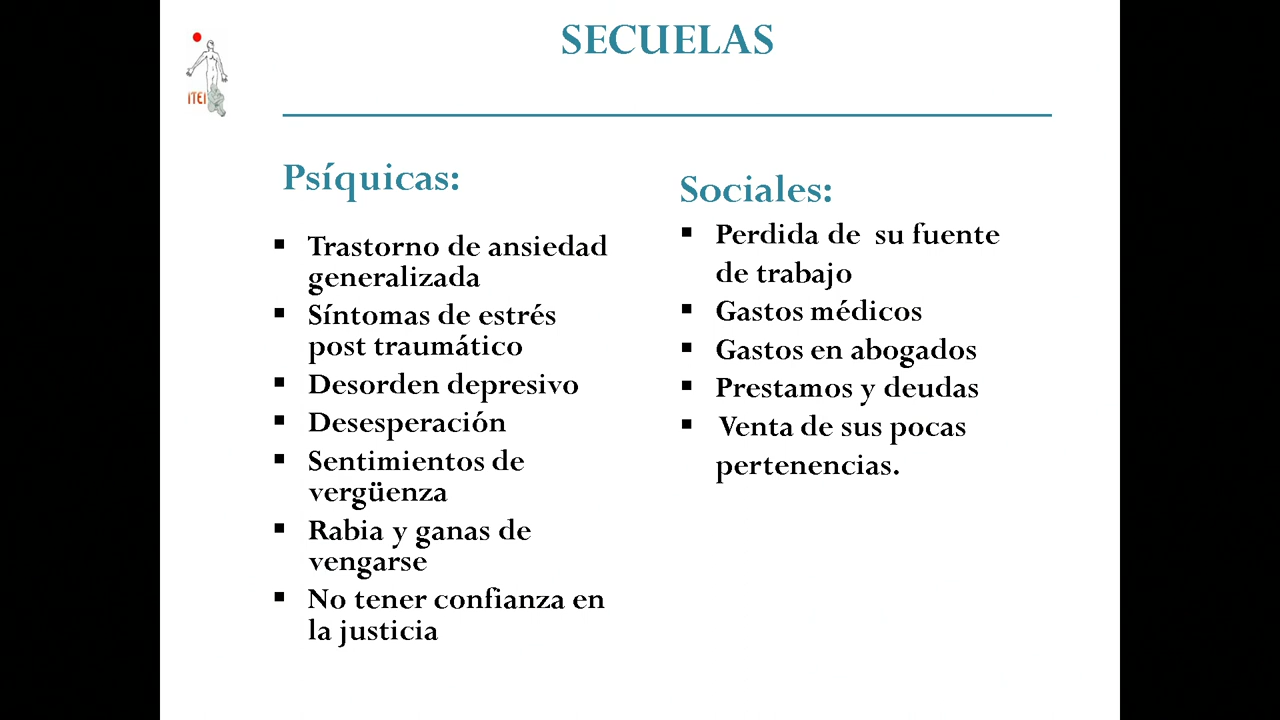 SECUELAS
ITEI
Psíquicas:
Trastorno de ansiedad
generalizada
Síntomas de estrés
post traumático
Desorden depresivo
Desesperación
Sentimientos de
vergüenza
Rabia y ganas de
vengarse
No tener confianza en
la justicia
Sociales:
Perdida de su fuente
de trabajo
Gastos médicos
Gastos en abogados
Prestamos y deudas
Venta de sus pocas
pertenencias.